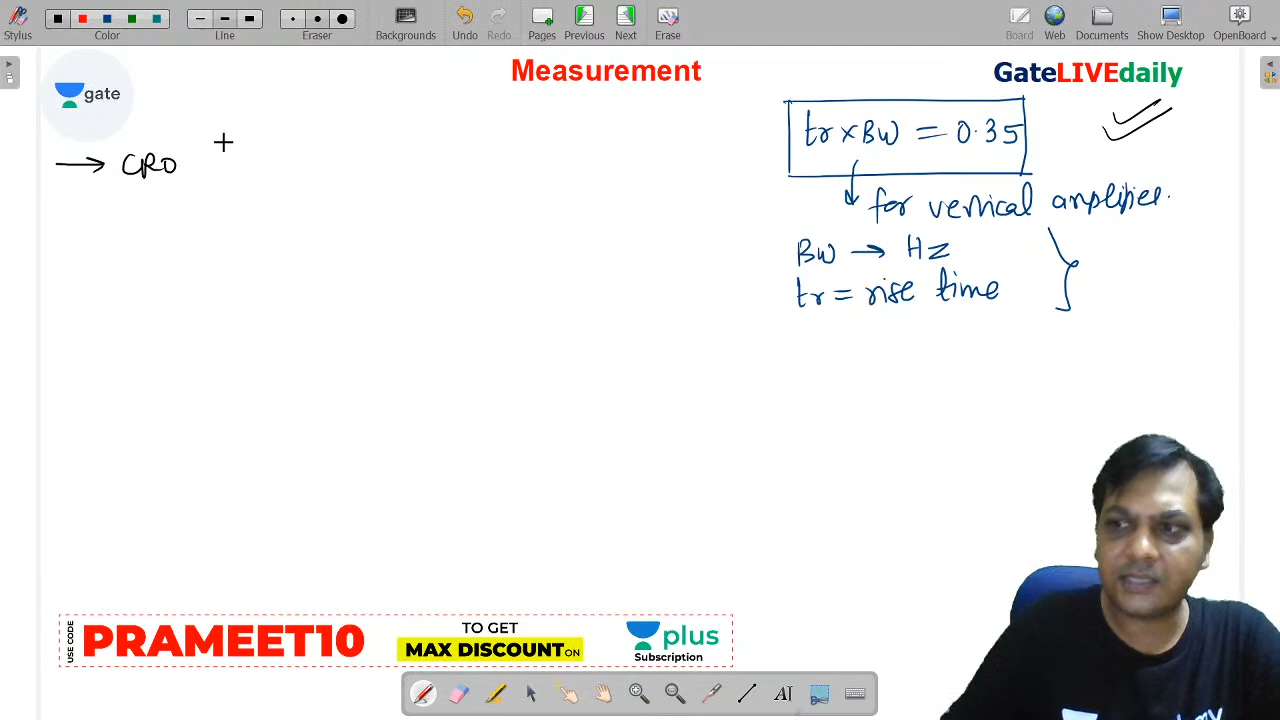 Stylus
Color
Line
Eraser
Backgrounds
Undo
Redo
Pages
Previous
Next
Erase
Board
Web
Documents
Show Desktop
OpenBoard
gate
Measurement
GateLIVEdaily
→ CRO
tr × BW = 0.35
↓ for vertical amplifier.
BW → Hz
tr = rise time
USE CODE
PRAMEET10
TO GET
MAX DISCOUNT ON
plus
Subscription